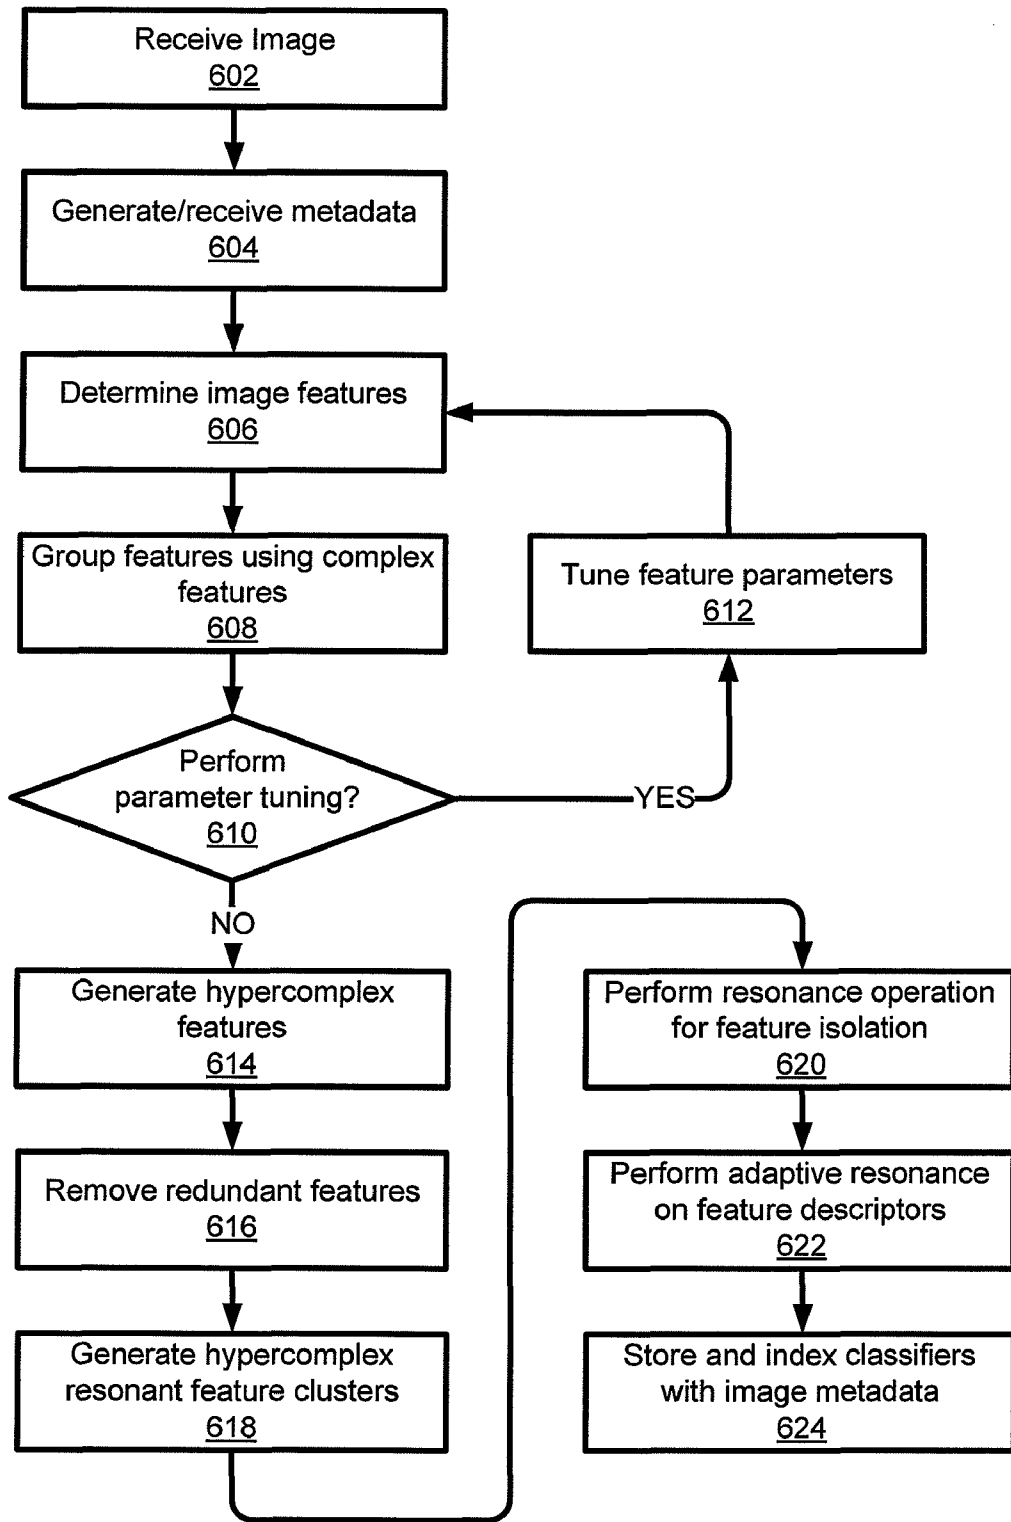 Receive Image
602
Generate/receive metadata
604
Determine image features
606
Group features using complex
features
608
Tune feature parameters
612
Perform
parameter tuning?
610
YES
NO
Generate hypercomplex
features
614
Remove redundant features
616
Generate hypercomplex
resonant feature clusters
618
Perform resonance operation
for feature isolation
620
Perform adaptive resonance
on feature descriptors
622
Store and index classifiers
with image metadata
624